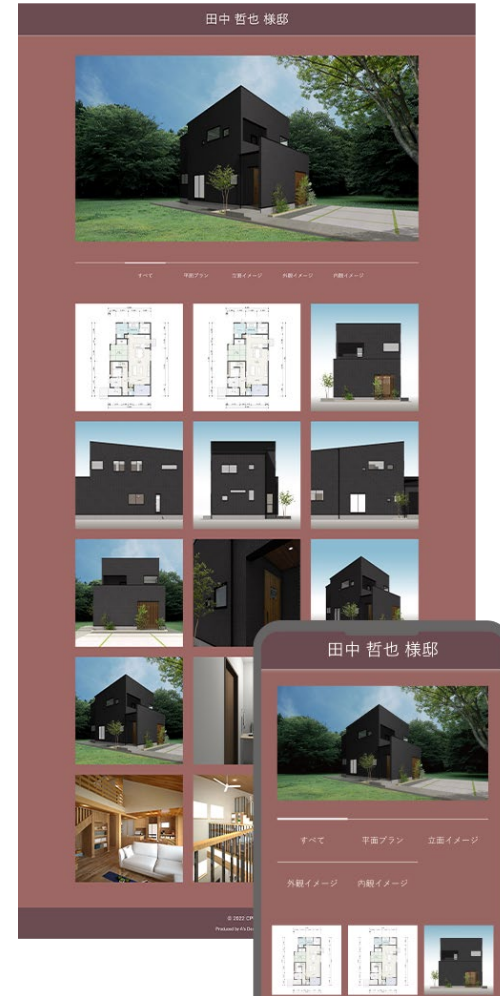 田中 哲也 様邸
すべて 平面プラン 立面イメージ 外観イメージ 内観イメージ
© 2022
Produced by
田中 哲也 様邸
すべて 平面プラン 立面イメージ
外観イメージ 内観イメージ